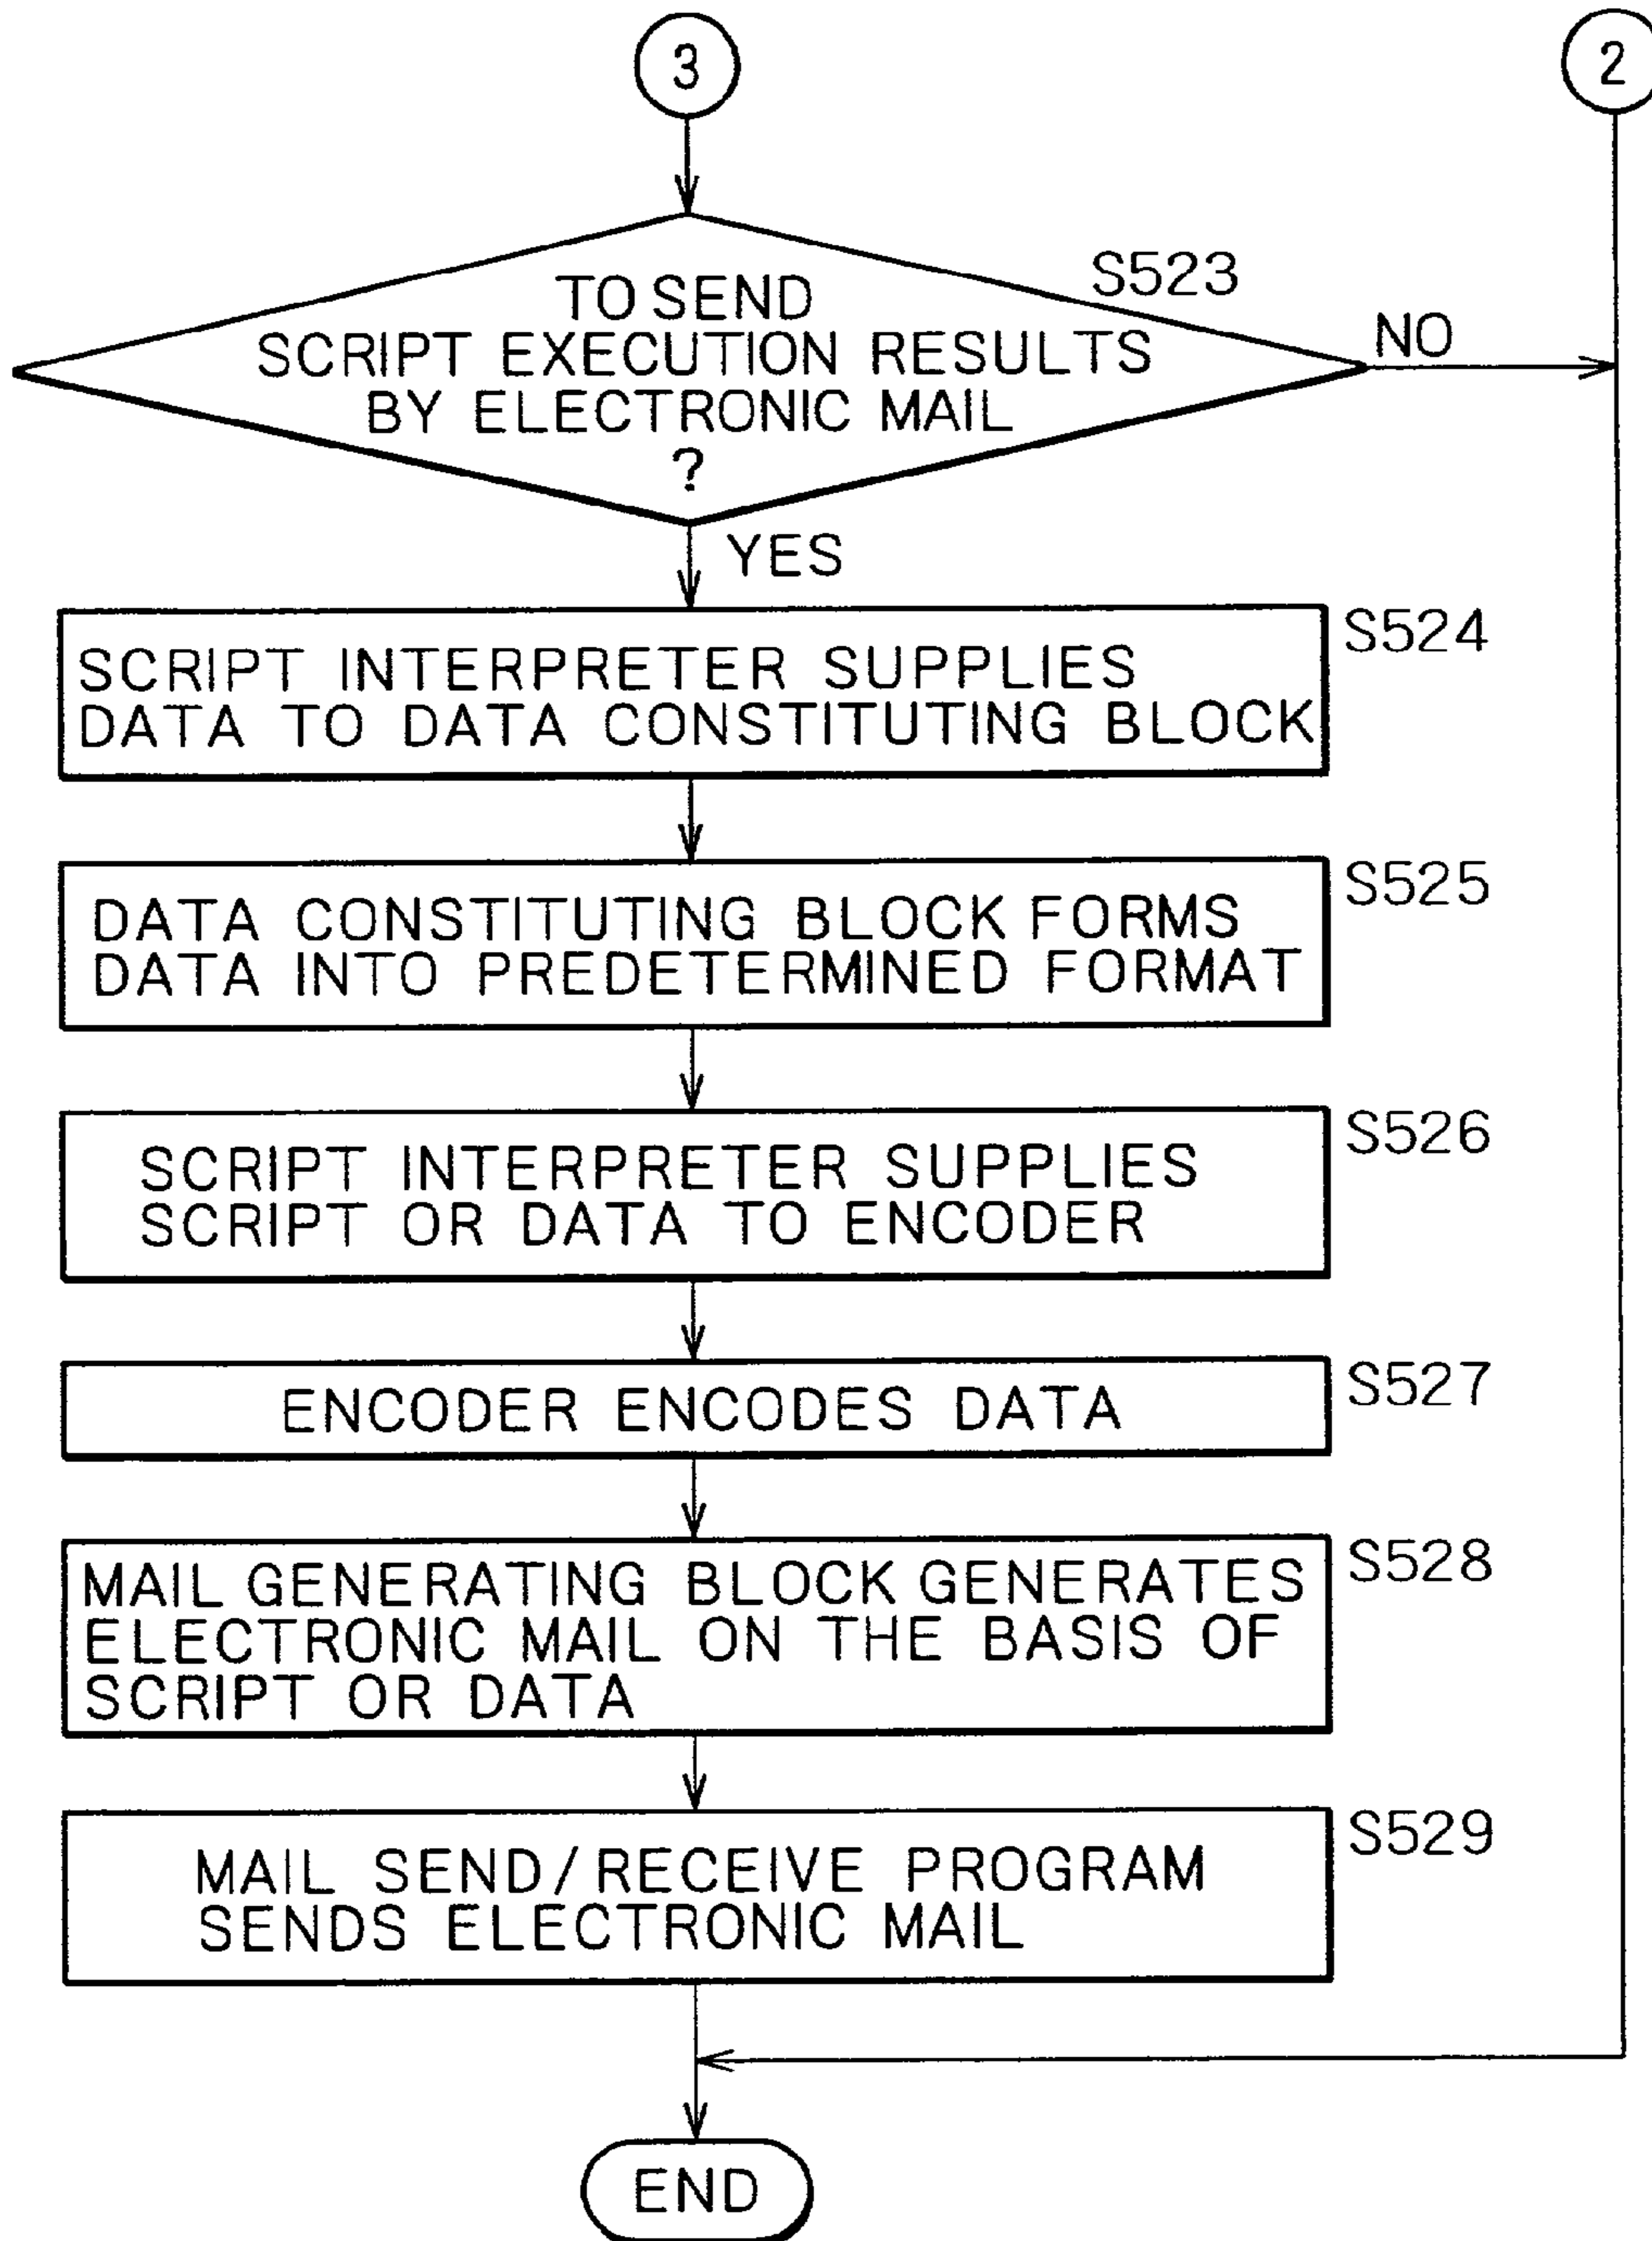 3
2
TO SEND
SCRIPT EXECUTION RESULTS
BY ELECTRONIC MAIL
?
S523
NO
YES
S524
SCRIPT INTERPRETER SUPPLIES
DATA TO DATA CONSTITUTING BLOCK
S525
DATA CONSTITUTING BLOCK FORMS
DATA INTO PREDETERMINED FORMAT
S526
SCRIPT INTERPRETER SUPPLIES
SCRIPT OR DATA TO ENCODER
S527
ENCODER ENCODES DATA
S528
MAIL GENERATING BLOCK GENERATES
ELECTRONIC MAIL ON THE BASIS OF
SCRIPT OR DATA
S529
MAIL SEND/RECEIVE PROGRAM
SENDS ELECTRONIC MAIL
END